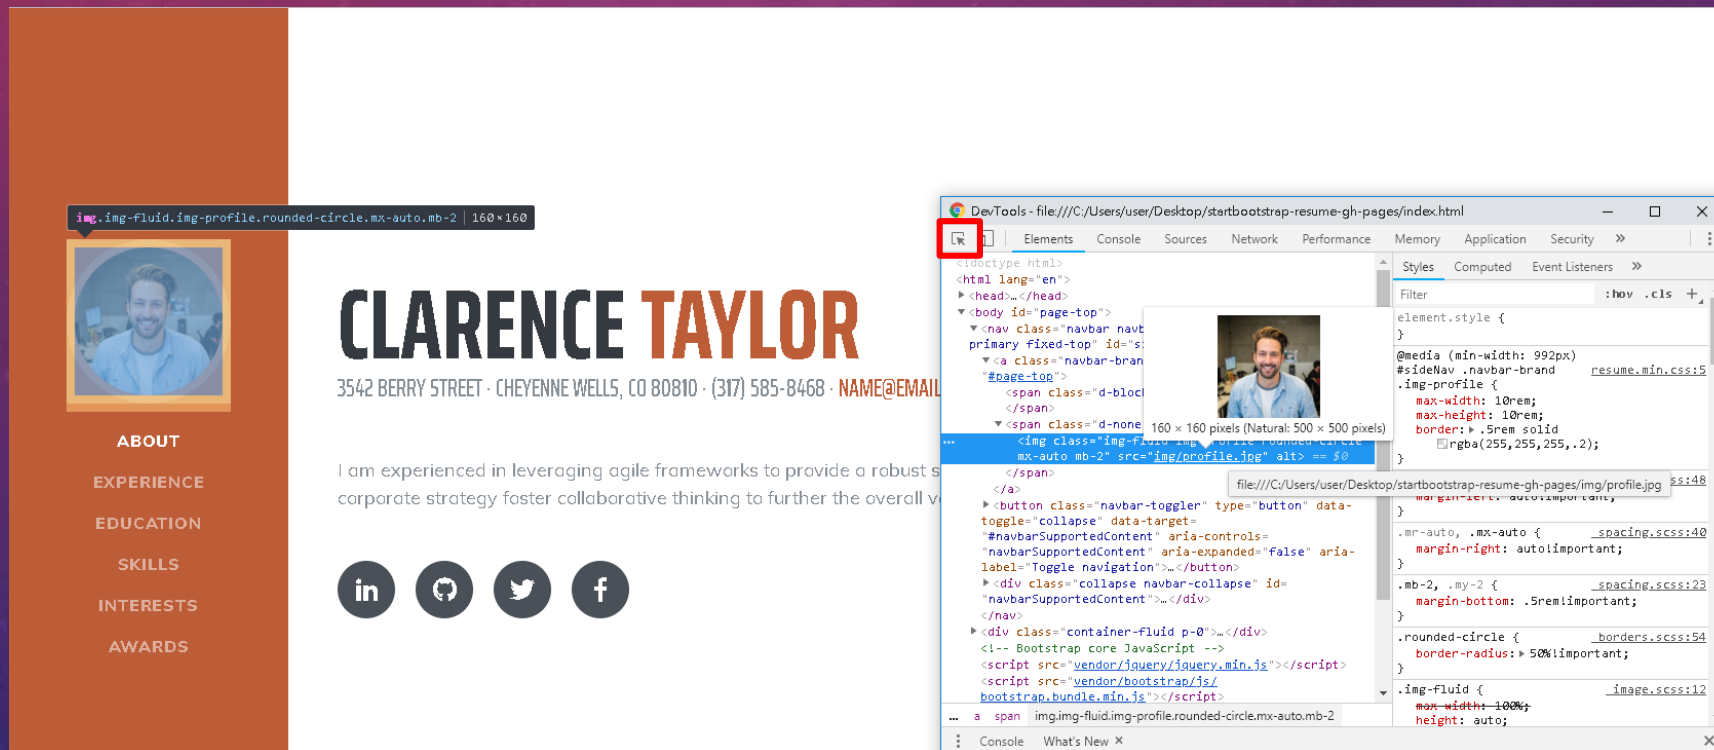 img.img-fluid.img-profile.rounded-circle.mx-auto.mb-2 | 160×160
ABOUT
EXPERIENCE
EDUCATION
SKILLS
INTERESTS
AWARDS
CLARENCE TAYLOR
3542 BERRY STREET · CHEYENNE WELLS, CO 80810 · (317) 585-8468 · NAME@EMAIL
I am experienced in leveraging agile frameworks to provide a robust s
corporate strategy foster collaborative thinking to further the overall v
in
DevTools - file:///C:/Users/user/Desktop/startbootstrap-resume-gh-pages/index.html
Elements Console Sources Network Performance Memory Application Security »
<!doctype html>
<html lang="en">
<head>…</head>
<body id="page-top">
<nav class="navbar navb
primary fixed-top" id="si
<a class="navbar-bran
"#page-top">
<span class="d-bloc
</span>
<span class="d-none
<img class="img-fluid img-profile rounded-circle
mx-auto mb-2" src="img/profile.jpg" alt> == $0
</span>
</a>
<button class="navbar-toggler" type="button" data-
toggle="collapse" data-target=
"#navbarSupportedContent" aria-controls=
"navbarSupportedContent" aria-expanded="false" aria-
label="Toggle navigation">…</button>
<div class="collapse navbar-collapse" id=
"navbarSupportedContent">…</div>
</nav>
<div class="container-fluid p-0">…</div>
<!-- Bootstrap core JavaScript -->
<script src="vendor/jquery/jquery.min.js"></script>
<script src="vendor/bootstrap/js/
bootstrap.bundle.min.js"></script>
160 × 160 pixels (Natural: 500 × 500 pixels)
file:///C:/Users/user/Desktop/startbootstrap-resume-gh-pages/img/profile.jpg
... a span img.img-fluid.img-profile.rounded-circle.mx-auto.mb-2
Console What's New ×
Styles Computed Event Listeners »
Filter :hov .cls +
element.style {
}
@media (min-width: 992px)
#sideNav .navbar-brand resume.min.css:5
.img-profile {
max-width: 10rem;
max-height: 10rem;
border: .5rem solid
rgba(255,255,255,.2);
}
ss:48
margin-left: auto!important;
}
.mr-auto, .mx-auto { _spacing.scss:40
margin-right: auto!important;
}
.mb-2, .my-2 { _spacing.scss:23
margin-bottom: .5rem!important;
}
.rounded-circle { _borders.scss:54
border-radius: 50%!important;
}
.img-fluid { _image.scss:12
max-width: 100%;
height: auto;